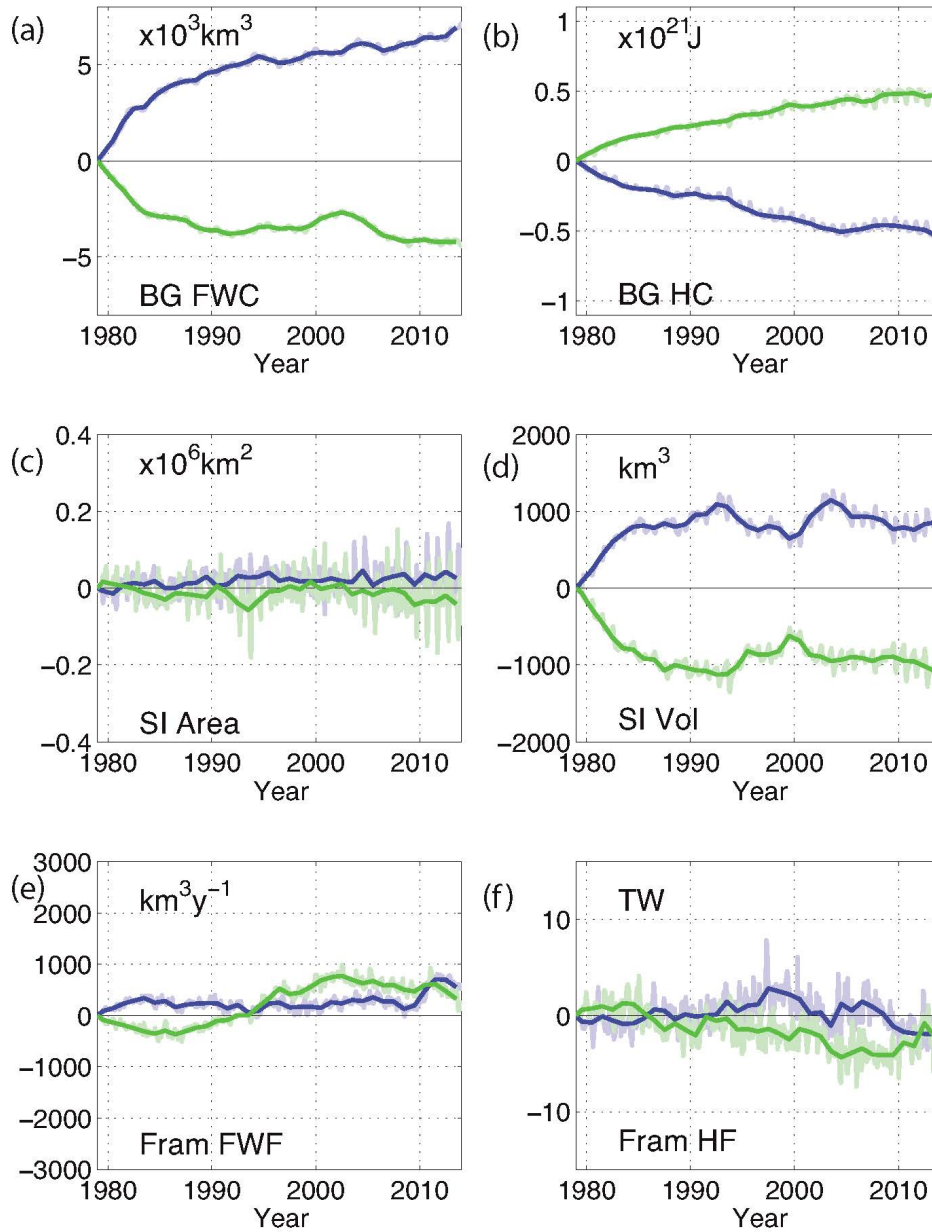 (a)
x10³km³
5
0
−5
BG FWC
1980 1990 2000 2010
Year
(b)
x10²¹J
1
0.5
0
−0.5
−1
BG HC
1980 1990 2000 2010
Year
(c)
x10⁶km²
0.4
0.2
0
−0.2
−0.4
SI Area
1980 1990 2000 2010
Year
(d)
km³
2000
1000
0
−1000
−2000
SI Vol
1980 1990 2000 2010
Year
(e)
km³y⁻¹
3000
2000
1000
0
−1000
−2000
−3000
Fram FWF
1980 1990 2000 2010
Year
(f)
TW
10
0
−10
Fram HF
1980 1990 2000 2010
Year